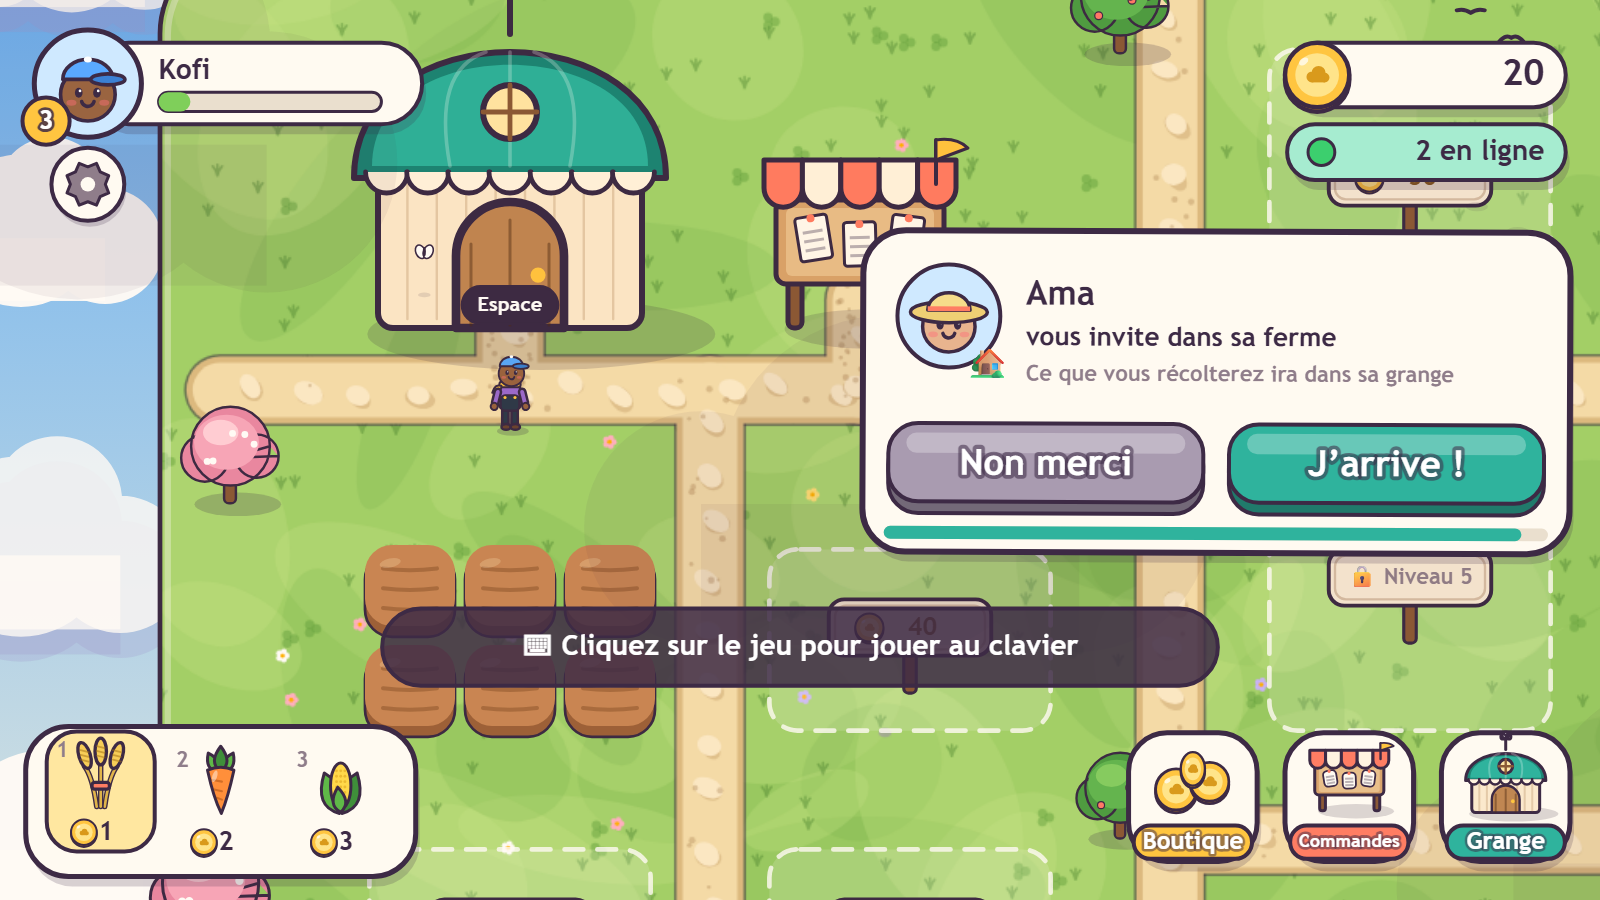 Kofi
3
20
2 en ligne
Espace
Ama
vous invite dans sa ferme
Ce que vous récolterez ira dans sa grange
Non merci
J’arrive !
Niveau 5
40
Cliquez sur le jeu pour jouer au clavier
1
2
3
1
2
3
Boutique
Commandes
Grange